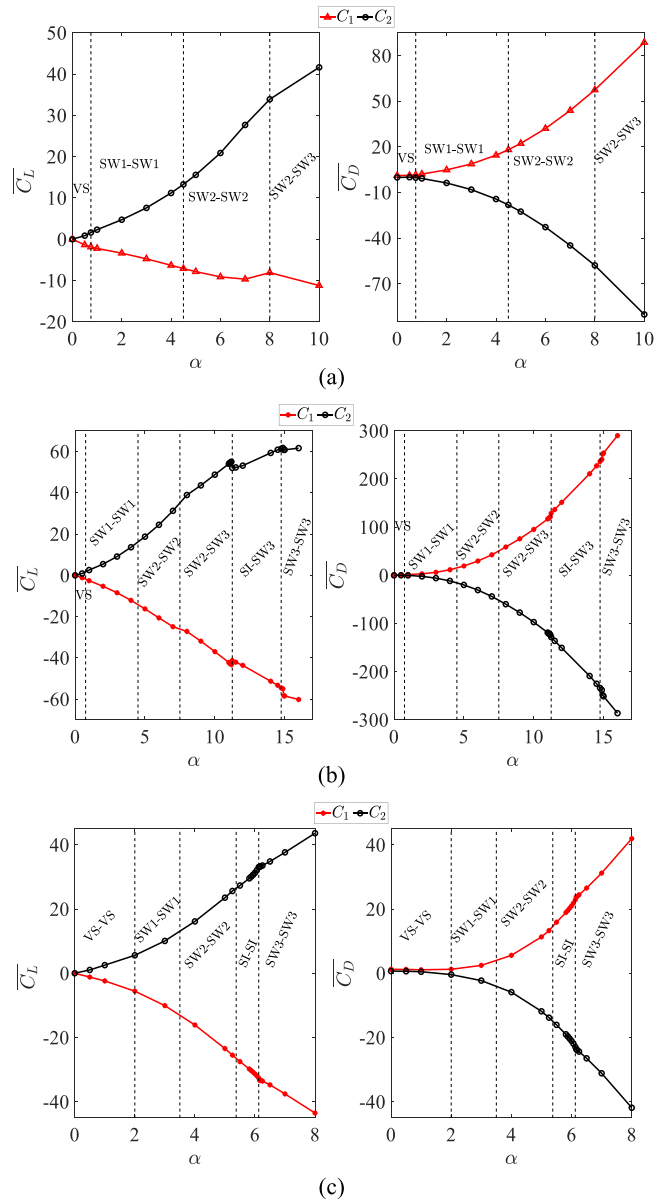 C₁ C₂
50
40
30
20
10
0
-10
-20
0 2 4 6 8 10
C_L
α
VS
SW1-SW1
SW2-SW2
SW2-SW3
80
50
20
-10
-40
-70
0 2 4 6 8 10
C_D
α
VS
SW1-SW1
SW2-SW2
SW2-SW3
(a)
C₁ C₂
60
40
20
0
-20
-40
-60
0 5 10 15
C_L
α
VS
SW1-SW1
SW2-SW2
SW2-SW3
SI-SW3
SW3-SW3
300
200
100
0
-100
-200
-300
0 5 10 15
C_D
α
VS
SW1-SW1
SW2-SW2
SW2-SW3
SI-SW3
SW3-SW3
(b)
C₁ C₂
40
20
0
-20
-40
0 2 4 6 8
C_L
α
VS-VS
SW1-SW1
SW2-SW2
SI-SI
SW3-SW3
40
20
0
-20
-40
0 2 4 6 8
C_D
α
VS-VS
SW1-SW1
SW2-SW2
SI-SI
SW3-SW3
(c)